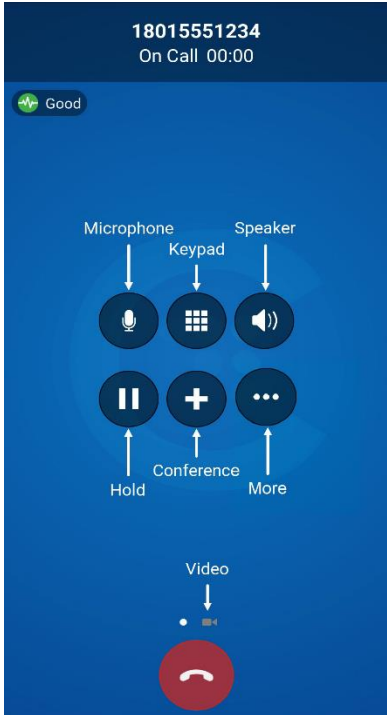 18015551234
On Call 00:00
Good
Microphone
Speaker
Keypad
Conference
Hold
More
Video